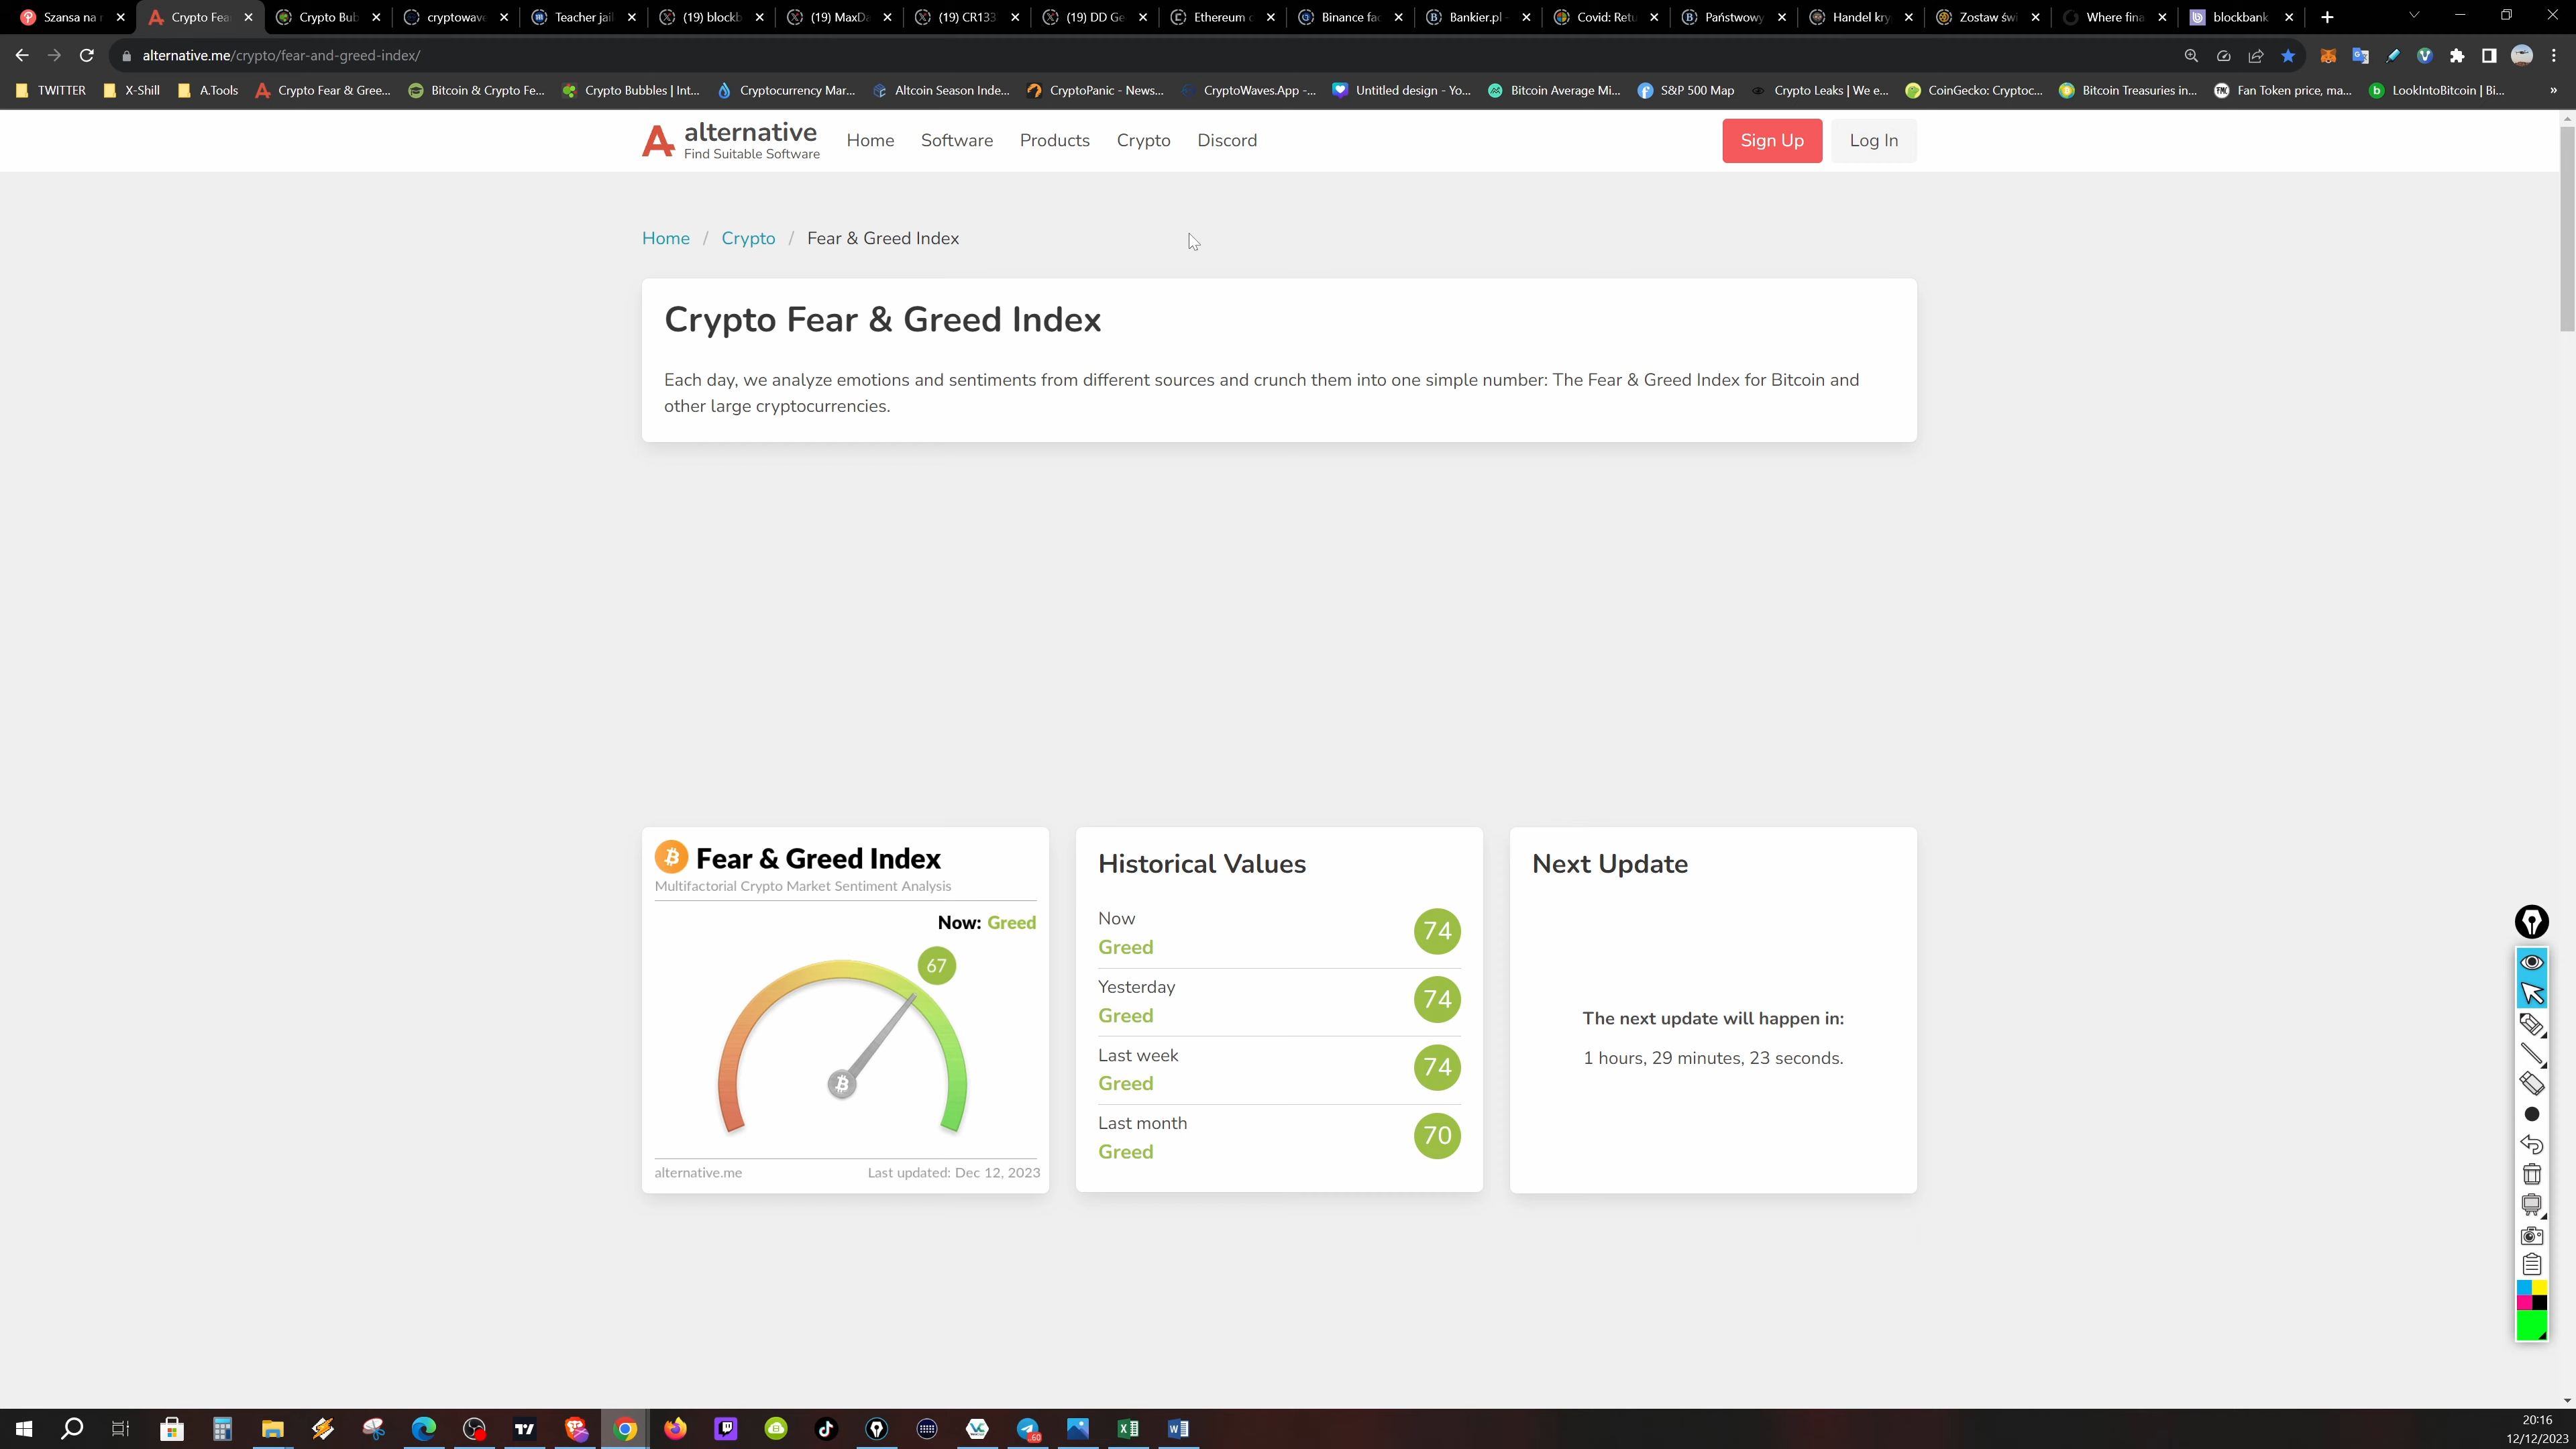 Szansa na
Crypto Fea
Crypto Bub
cryptowave
Teacher jail
(19) blockb
(19) MaxDa
(19) CR133
(19) DD Ge
Ethereum
Binance fac
Bankier.pl
Covid: Retu
Państwowy
Handel kry
Zostaw świ
Where fina
blockbank
alternative.me/crypto/fear-and-greed-index/
TWITTER
X-Shill
A.Tools
Crypto Fear & Gree...
Bitcoin & Crypto Fe...
Crypto Bubbles | Int...
Cryptocurrency Mar...
Altcoin Season Inde...
CryptoPanic - News...
CryptoWaves.App -...
Untitled design - Yo...
Bitcoin Average Mi...
S&P 500 Map
Crypto Leaks | We e...
CoinGecko: Cryptoc...
Bitcoin Treasuries in...
Fan Token price, ma...
LookIntoBitcoin | Bi...
»
alternative
Find Suitable Software
Home
Software
Products
Crypto
Discord
Sign Up
Log In
Home / Crypto / Fear & Greed Index
Crypto Fear & Greed Index
Each day, we analyze emotions and sentiments from different sources and crunch them into one simple number: The Fear & Greed Index for Bitcoin and
other large cryptocurrencies.
Fear & Greed Index
Multifactorial Crypto Market Sentiment Analysis
Now: Greed
67
alternative.me
Last updated: Dec 12, 2023
Historical Values
Now
Greed
74
Yesterday
Greed
74
Last week
Greed
74
Last month
Greed
70
Next Update
The next update will happen in:
1 hours, 29 minutes, 23 seconds.
20:16
12/12/2023